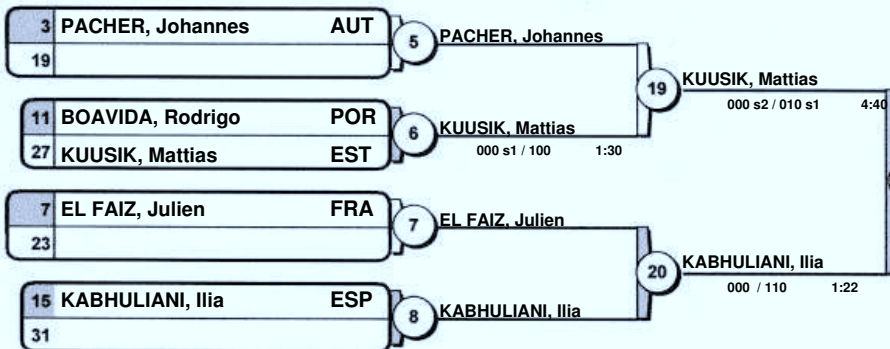 3 PACHER, Johannes AUT
19
5 PACHER, Johannes
11 BOAVIDA, Rodrigo POR
27 KUUSIK, Mattias EST
6 KUUSIK, Mattias
000 s1 / 100 1:30
19 KUUSIK, Mattias
000 s2 / 010 s1 4:40
7 EL FAIZ, Julien FRA
23
7 EL FAIZ, Julien
15 KABHULIANI, Ilia ESP
31
8 KABHULIANI, Ilia
20 KABHULIANI, Ilia
000 / 110 1:22